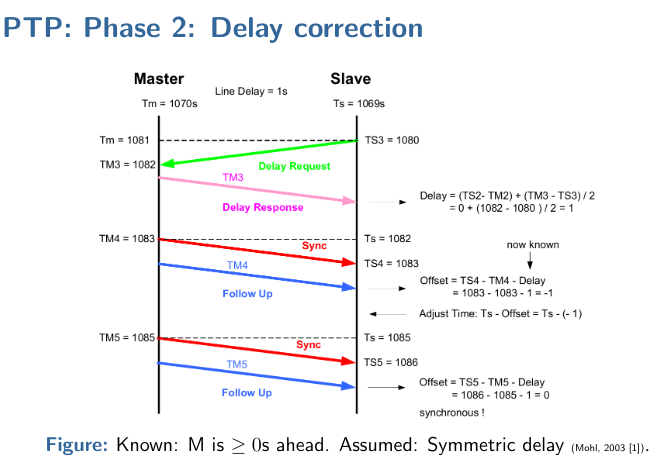 PTP: Phase 2: Delay correction
Master
Slave
Line Delay = 1s
Tm = 1070s
Ts = 1069s
Tm = 1081
TS3 = 1080
TM3 = 1082
Delay Request
TM3
Delay Response
Delay = (TS2- TM2) + (TM3 - TS3) / 2
= 0 + (1082 - 1080 ) / 2 = 1
TM4 = 1083
Sync
Ts = 1082
now known
TM4
TS4 = 1083
Follow Up
Offset = TS4 - TM4 - Delay
= 1083 - 1083 - 1 = -1
Adjust Time: Ts - Offset = Ts - (- 1)
TM5 = 1085
Sync
Ts = 1085
TM5
TS5 = 1086
Follow Up
Offset = TS5 - TM5 - Delay
= 1086 - 1085 - 1 = 0
synchronous !
Figure: Known: M is ≥ 0s ahead. Assumed: Symmetric delay (Mohl, 2003 [1]).